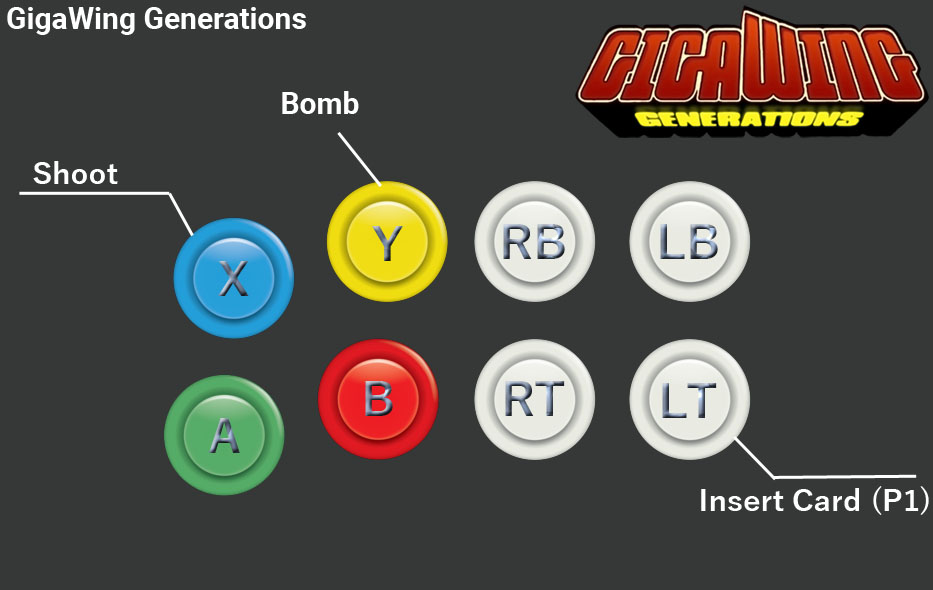 GigaWing Generations
GIGAWING
GENERATIONS
Bomb
Shoot
X
Y
RB
LB
A
B
RT
LT
Insert Card (P1)